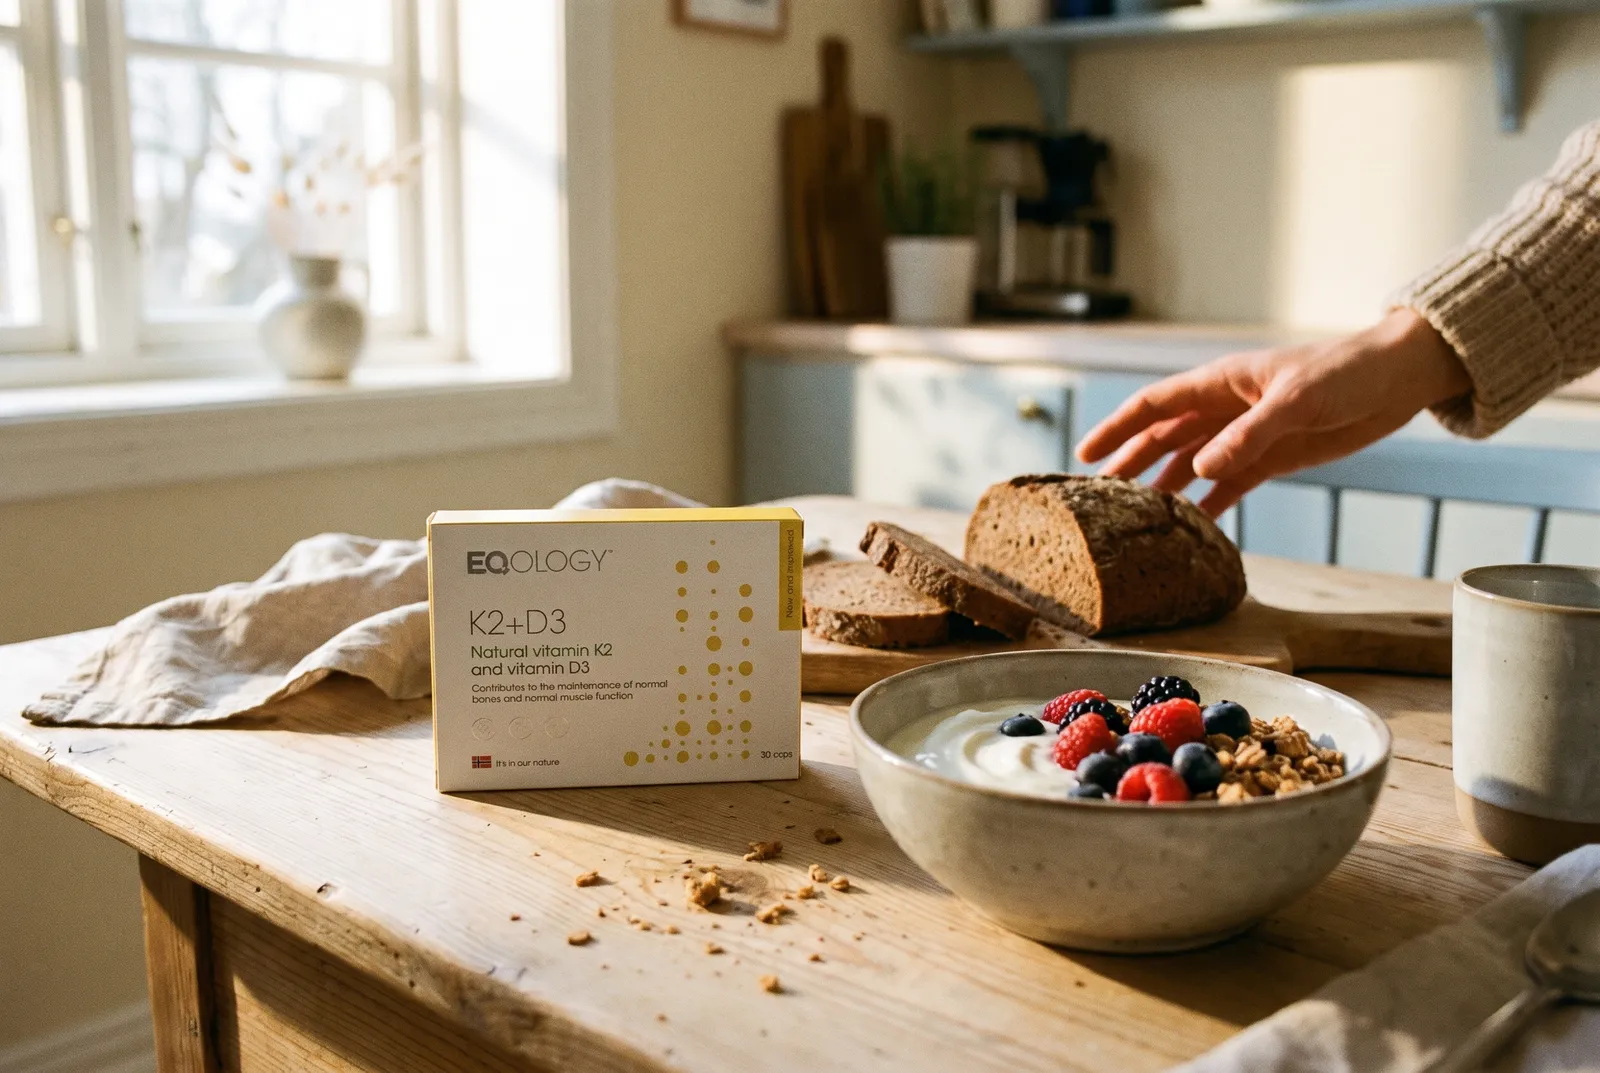 EQOLOGY™
New and improved
K2+D3
Natural vitamin K2
and vitamin D3
Contributes to the maintenance of normal
bones and normal muscle function
It's in our nature
30 caps